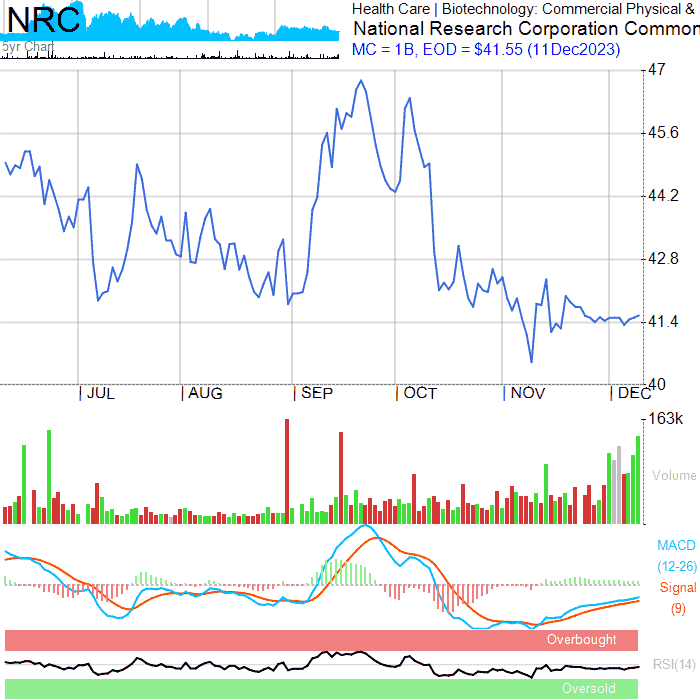 NRC
5yr Chart
Health Care | Biotechnology: Commercial Physical &
National Research Corporation Common
MC = 1B, EOD = $41.55 (11Dec2023)
47
45.6
44.2
42.8
41.4
40
| JUL
| AUG
| SEP
| OCT
| NOV
| DEC
163k
Volume
MACD
(12-26)
Signal
(9)
Overbought
RSI(14)
Oversold